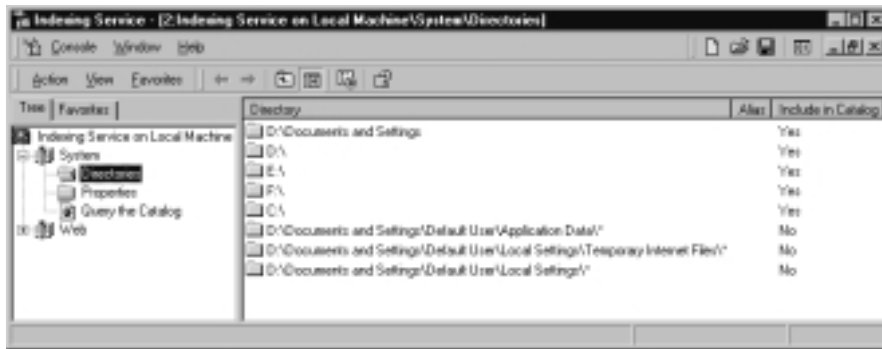 Indexing Service - [2:Indexing Service on Local Machine\System\Directories]
Console Window Help
Action View Favorites
Tree Favorites
Directory Alias Include in Catalog
Indexing Service on Local Machine
System
Directories
Properties
Query the Catalog
Web
D:\Documents and Settings Yes
D:\ Yes
E:\ Yes
F:\ Yes
C:\ Yes
D:\Documents and Settings\Default User\Application Data\* No
D:\Documents and Settings\Default User\Local Settings\Temporary Internet Files\* No
D:\Documents and Settings\Default User\Local Settings\* No